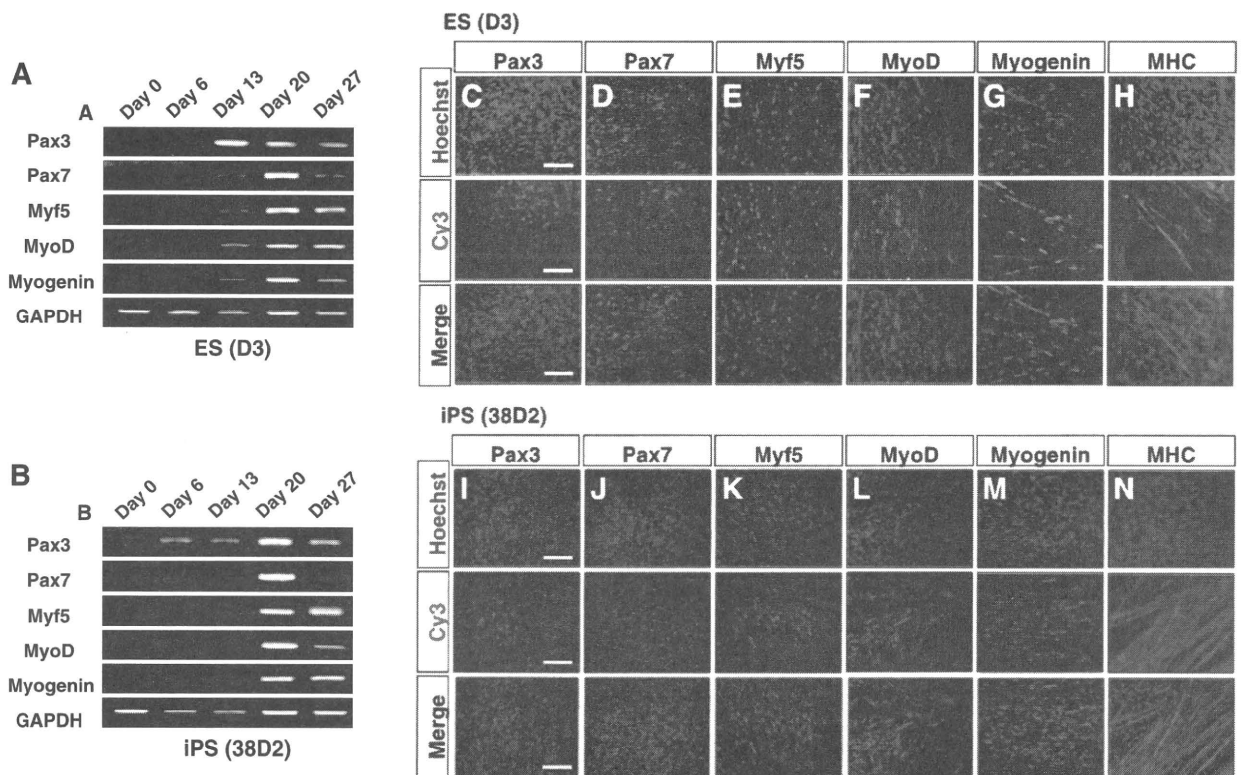 A
A
Day 0 Day 6 Day 13 Day 20 Day 27
Pax3
Pax7
Myf5
MyoD
Myogenin
GAPDH
ES (D3)
ES (D3)
Pax3 Pax7 Myf5 MyoD Myogenin MHC
Hoechst
C D E F G H
Cy3
Merge
B
B
Day 0 Day 6 Day 13 Day 20 Day 27
Pax3
Pax7
Myf5
MyoD
Myogenin
GAPDH
iPS (38D2)
iPS (38D2)
Pax3 Pax7 Myf5 MyoD Myogenin MHC
Hoechst
I J K L M N
Cy3
Merge